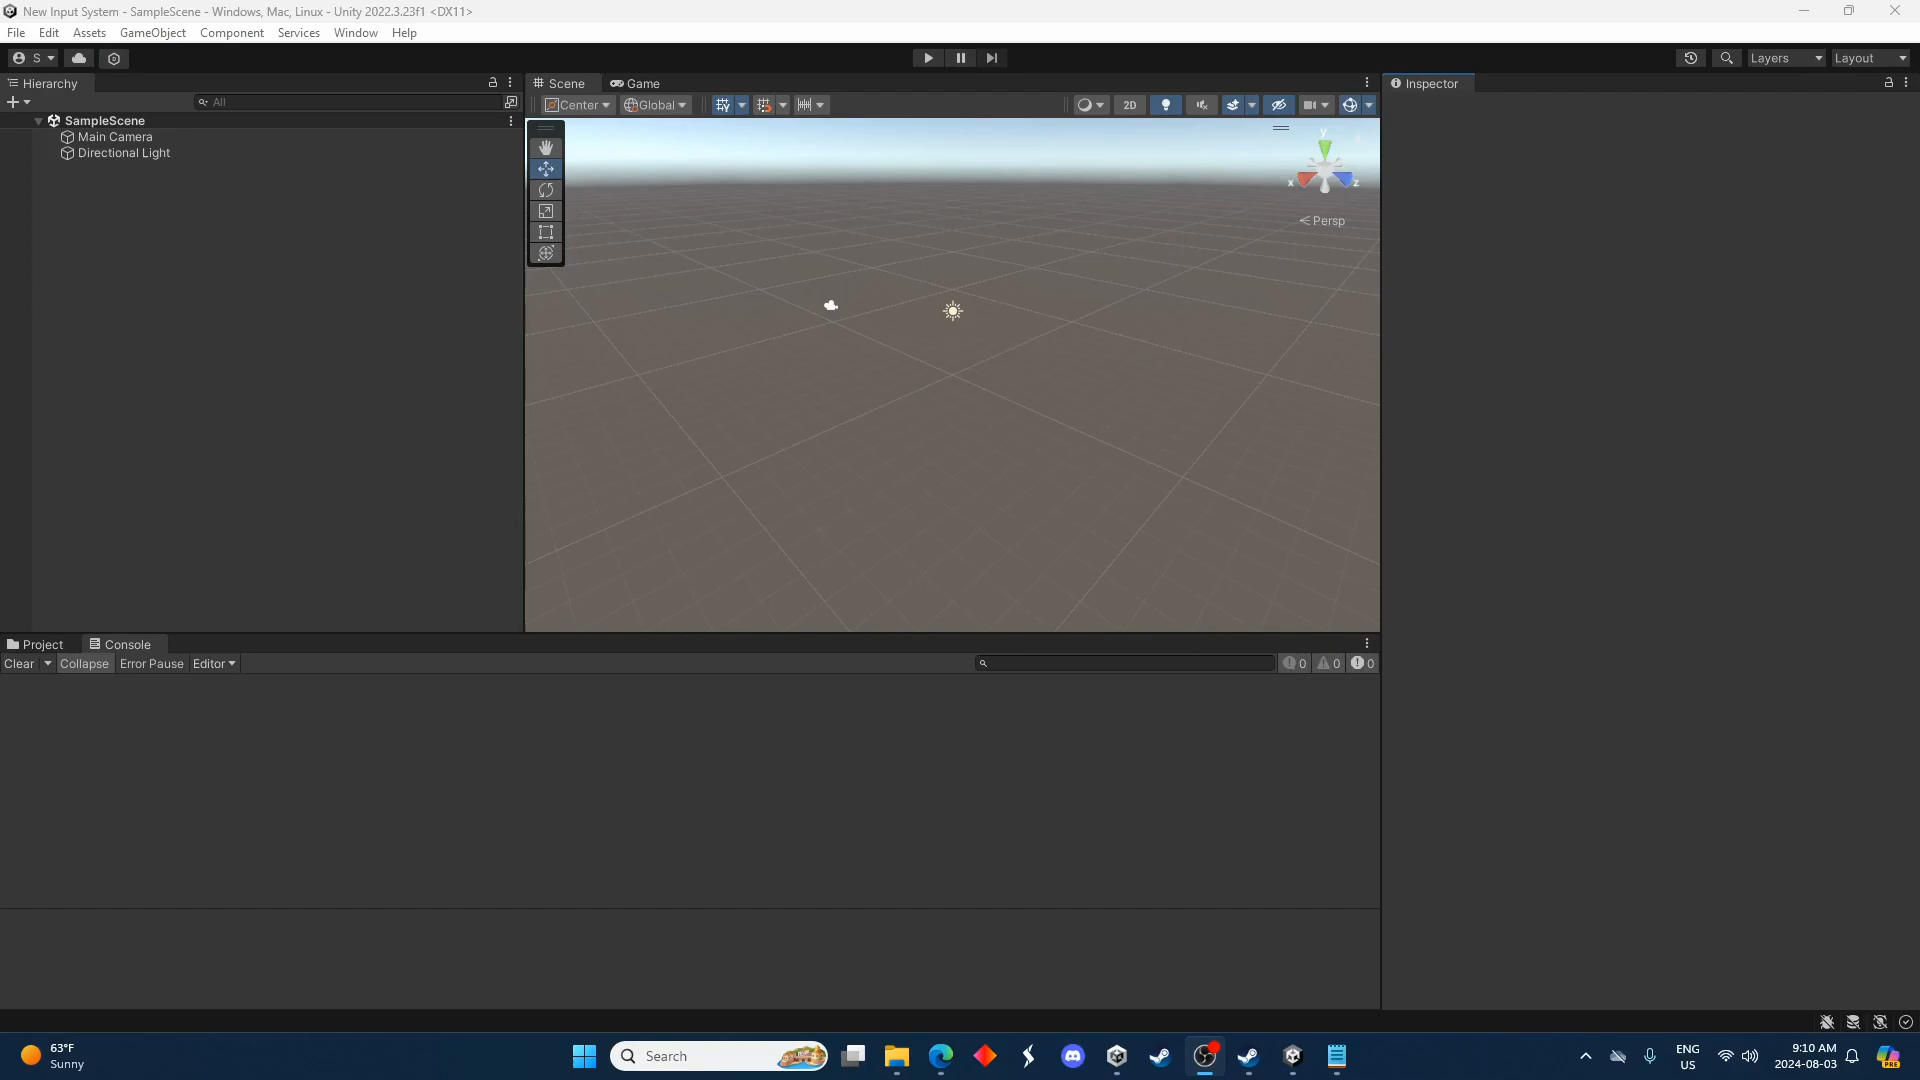 New Input System - SampleScene - Windows, Mac, Linux - Unity 2022.3.23f1 <DX11>
File Edit Assets GameObject Component Services Window Help
S Layers Layout
Hierarchy Scene Game Inspector
All Center Global 2D
SampleScene
Main Camera
Directional Light
y
x z
Persp
Project Console
Clear Collapse Error Pause Editor 0 0 0
63°F
Sunny
Search
ENG
US
9:10 AM
2024-08-03
PRE